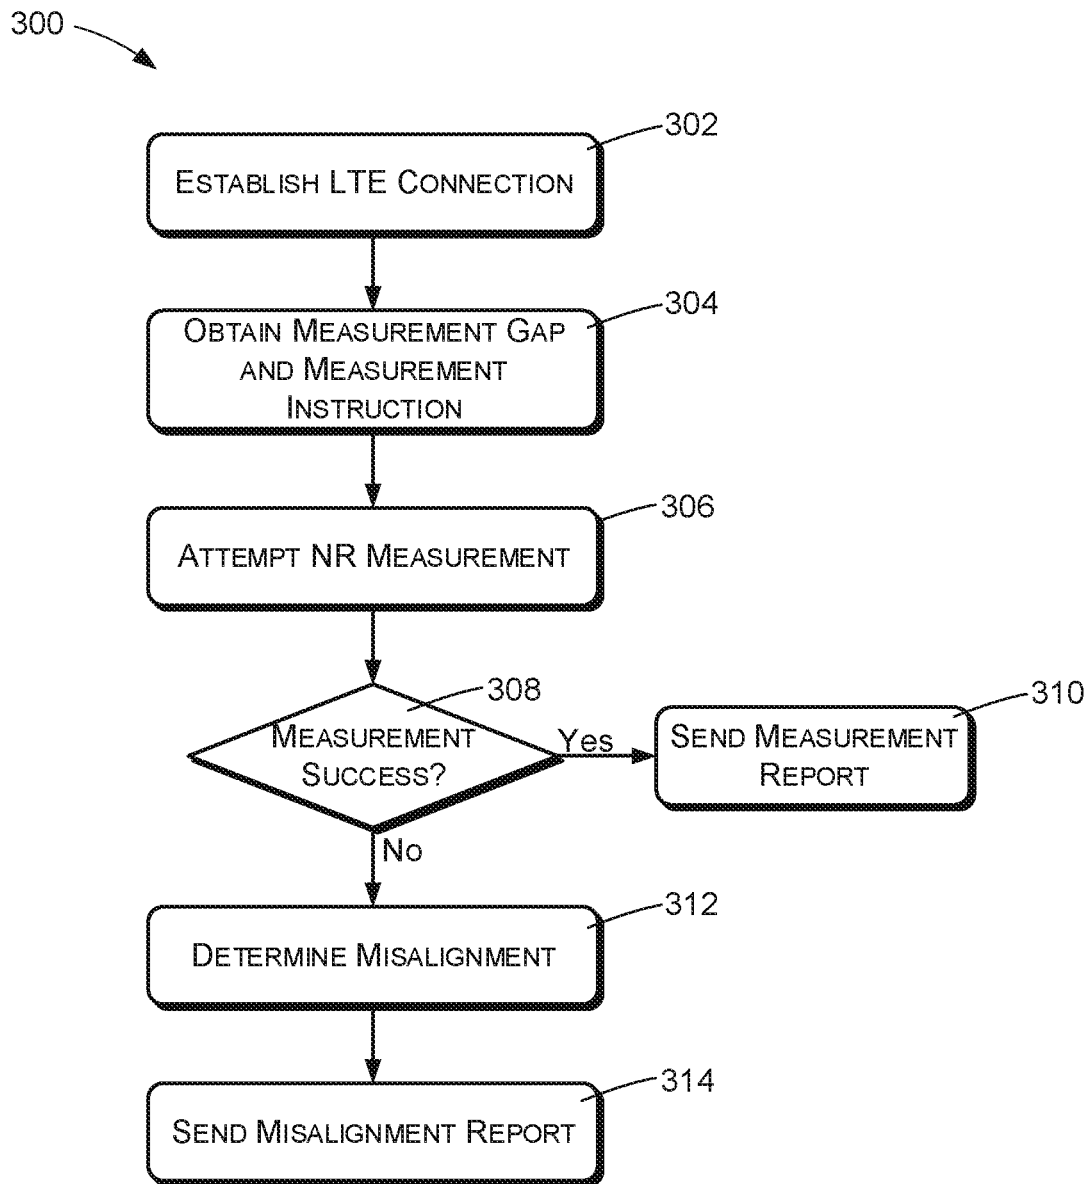 300
302
ESTABLISH LTE CONNECTION
304
OBTAIN MEASUREMENT GAP
AND MEASUREMENT
INSTRUCTION
306
ATTEMPT NR MEASUREMENT
308
MEASUREMENT
SUCCESS?
Yes
310
SEND MEASUREMENT
REPORT
No
312
DETERMINE MISALIGNMENT
314
SEND MISALIGNMENT REPORT